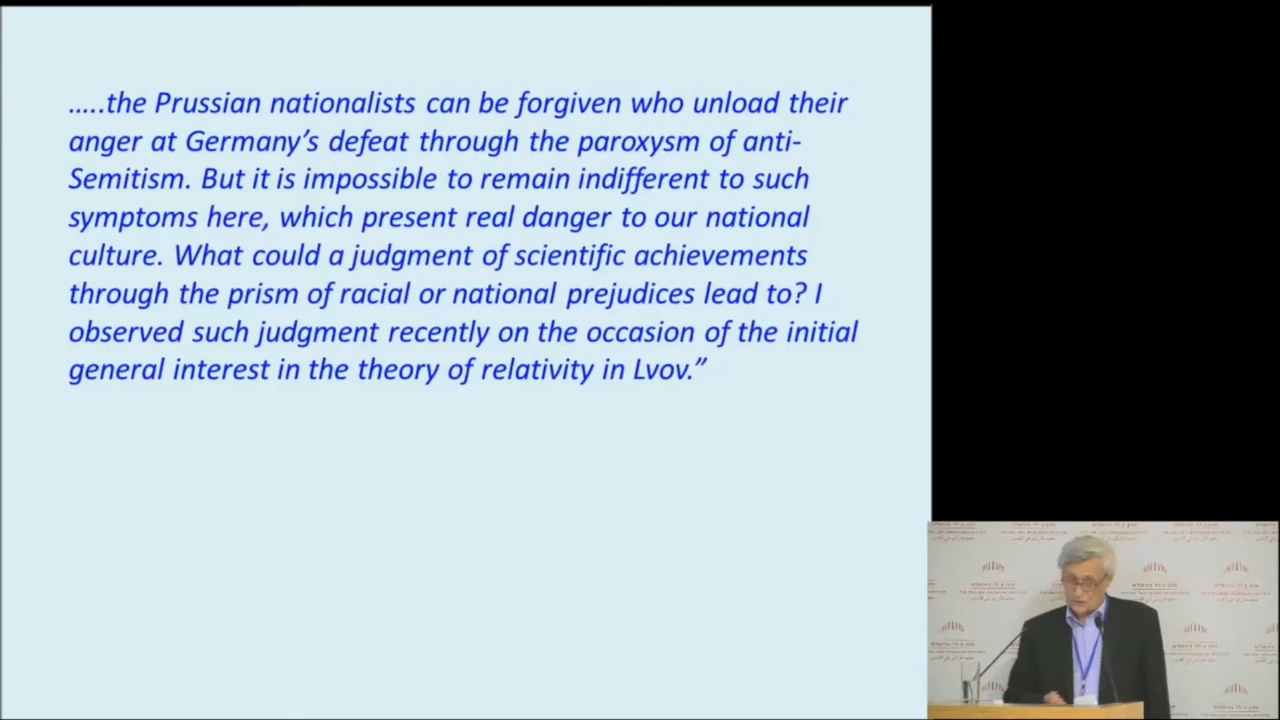 …..the Prussian nationalists can be forgiven who unload their
anger at Germany’s defeat through the paroxysm of anti-
Semitism. But it is impossible to remain indifferent to such
symptoms here, which present real danger to our national
culture. What could a judgment of scientific achievements
through the prism of racial or national prejudices lead to? I
observed such judgment recently on the occasion of the initial
general interest in the theory of relativity in Lvov.”